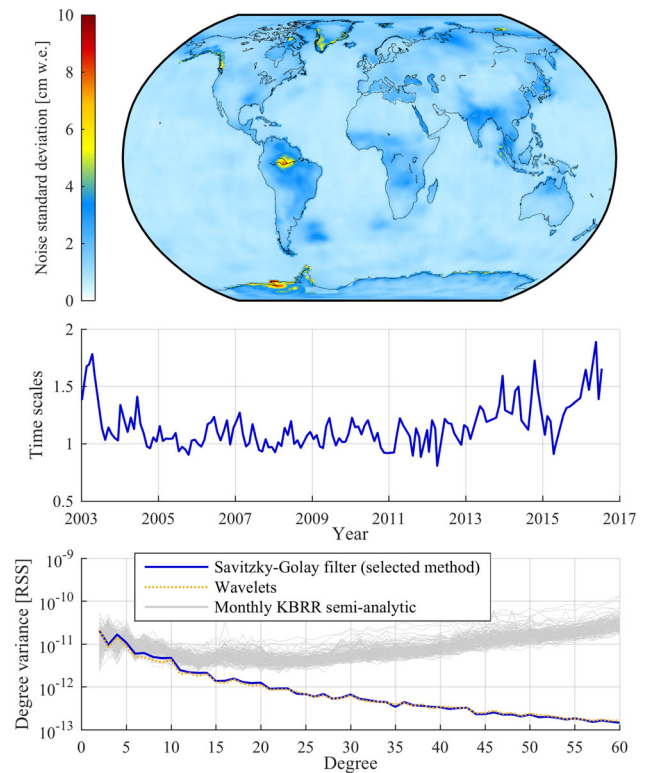 10
8
6
4
2
0
Noise standard deviation [cm w.e.]
2
1.5
1
0.5
Time scales
2003 2005 2007 2009 2011 2013 2015 2017
Year
10⁻⁹
10⁻¹⁰
10⁻¹¹
10⁻¹²
10⁻¹³
Degree variance [RSS]
Savitzky-Golay filter (selected method)
Wavelets
Monthly KBRR semi-analytic
0 5 10 15 20 25 30 35 40 45 50 55 60
Degree